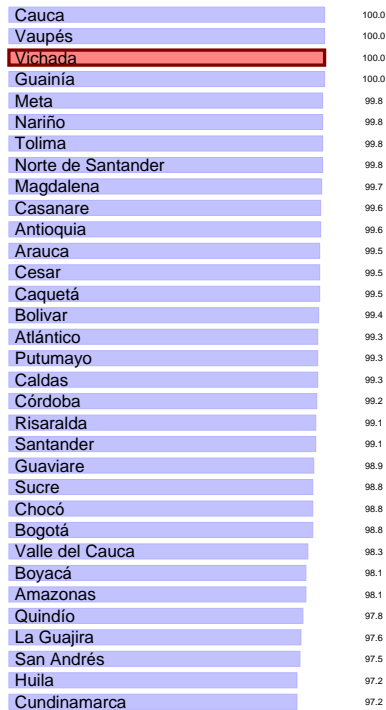 Cauca 100.0
Vaupés 100.0
Vichada 100.0
Guainía 100.0
Meta 99.8
Nariño 99.8
Tolima 99.8
Norte de Santander 99.8
Magdalena 99.7
Casanare 99.6
Antioquia 99.6
Arauca 99.5
Cesar 99.5
Caquetá 99.5
Bolivar 99.4
Atlántico 99.3
Putumayo 99.3
Caldas 99.3
Córdoba 99.2
Risaralda 99.1
Santander 99.1
Guaviare 98.9
Sucre 98.8
Chocó 98.8
Bogotá 98.8
Valle del Cauca 98.3
Boyacá 98.1
Amazonas 98.1
Quindío 97.8
La Guajira 97.6
San Andrés 97.5
Huila 97.2
Cundinamarca 97.2